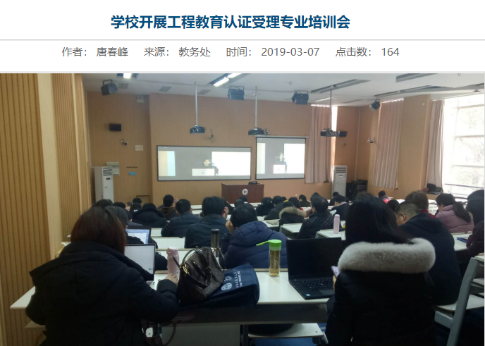 学校开展工程教育认证受理专业培训会
作者： 唐春峰 来源： 教务处 时间： 2019-03-07 点击数： 164